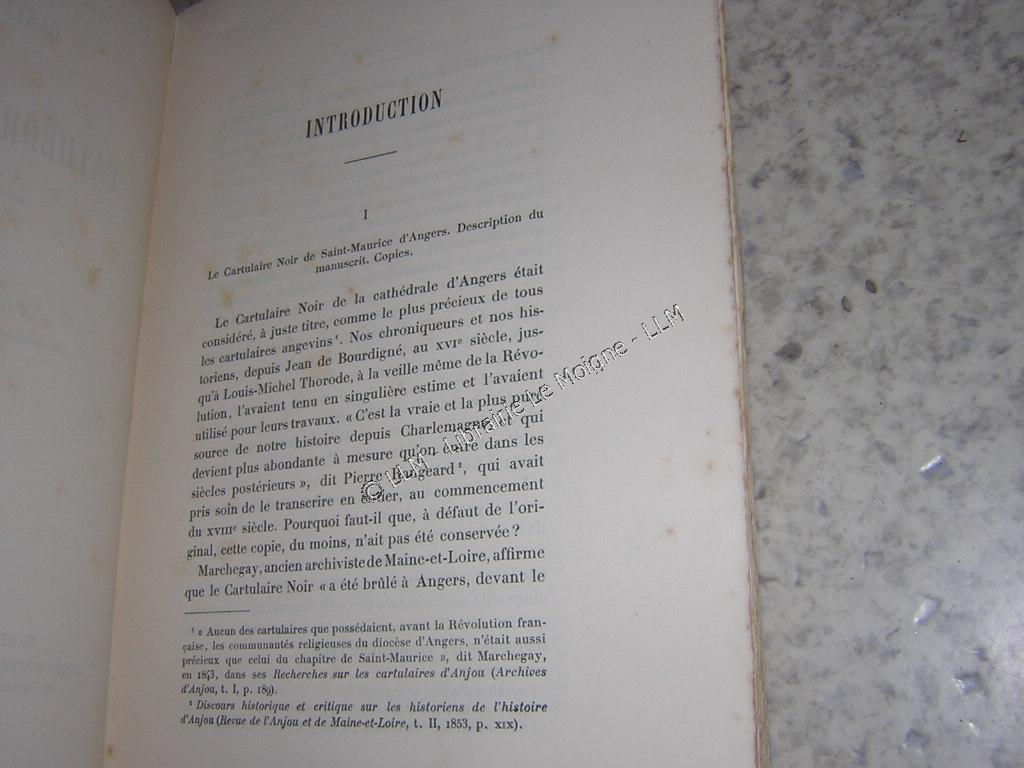 INTRODUCTION
I
Le Cartulaire Noir de Saint-Maurice d'Angers. Description du
manuscrit. Copies.
Le Cartulaire Noir de la cathédrale d'Angers était
considéré, à juste titre, comme le plus précieux de tous
les cartulaires angevins¹. Nos chroniqueurs et nos his-
toriens, depuis Jean de Bourdigné, au XVIᵉ siècle, jus-
qu'à Louis-Michel Thorode, à la veille même de la Révo-
lution, l'avaient tenu en singulière estime et l'avaient
utilisé pour leurs travaux. « C'est la vraie et la plus pure
source de notre histoire depuis Charlemagne, et qui
devient plus abondante à mesure qu'on entre dans les
siècles postérieurs », dit Pierre Rangeard², qui avait
pris soin de le transcrire en entier, au commencement
du XVIIIᵉ siècle. Pourquoi faut-il que, à défaut de l'ori-
ginal, cette copie, du moins, n'ait pas été conservée ?
Marchegay, ancien archiviste de Maine-et-Loire, affirme
que le Cartulaire Noir « a été brûlé à Angers, devant le
¹ « Aucun des cartulaires que possédaient, avant la Révolution fran-
çaise, les communautés religieuses du diocèse d'Angers, n'était aussi
précieux que celui du chapitre de Saint-Maurice », dit Marchegay,
en 1843, dans ses Recherches sur les cartulaires d'Anjou (Archives
d'Anjou, t. I, p. 189).
² Discours historique et critique sur les historiens de l'histoire
d'Anjou (Revue de l'Anjou et de Maine-et-Loire, t. II, 1853, p. XIX).
© LLM - Librairie Le Moigne - LLM